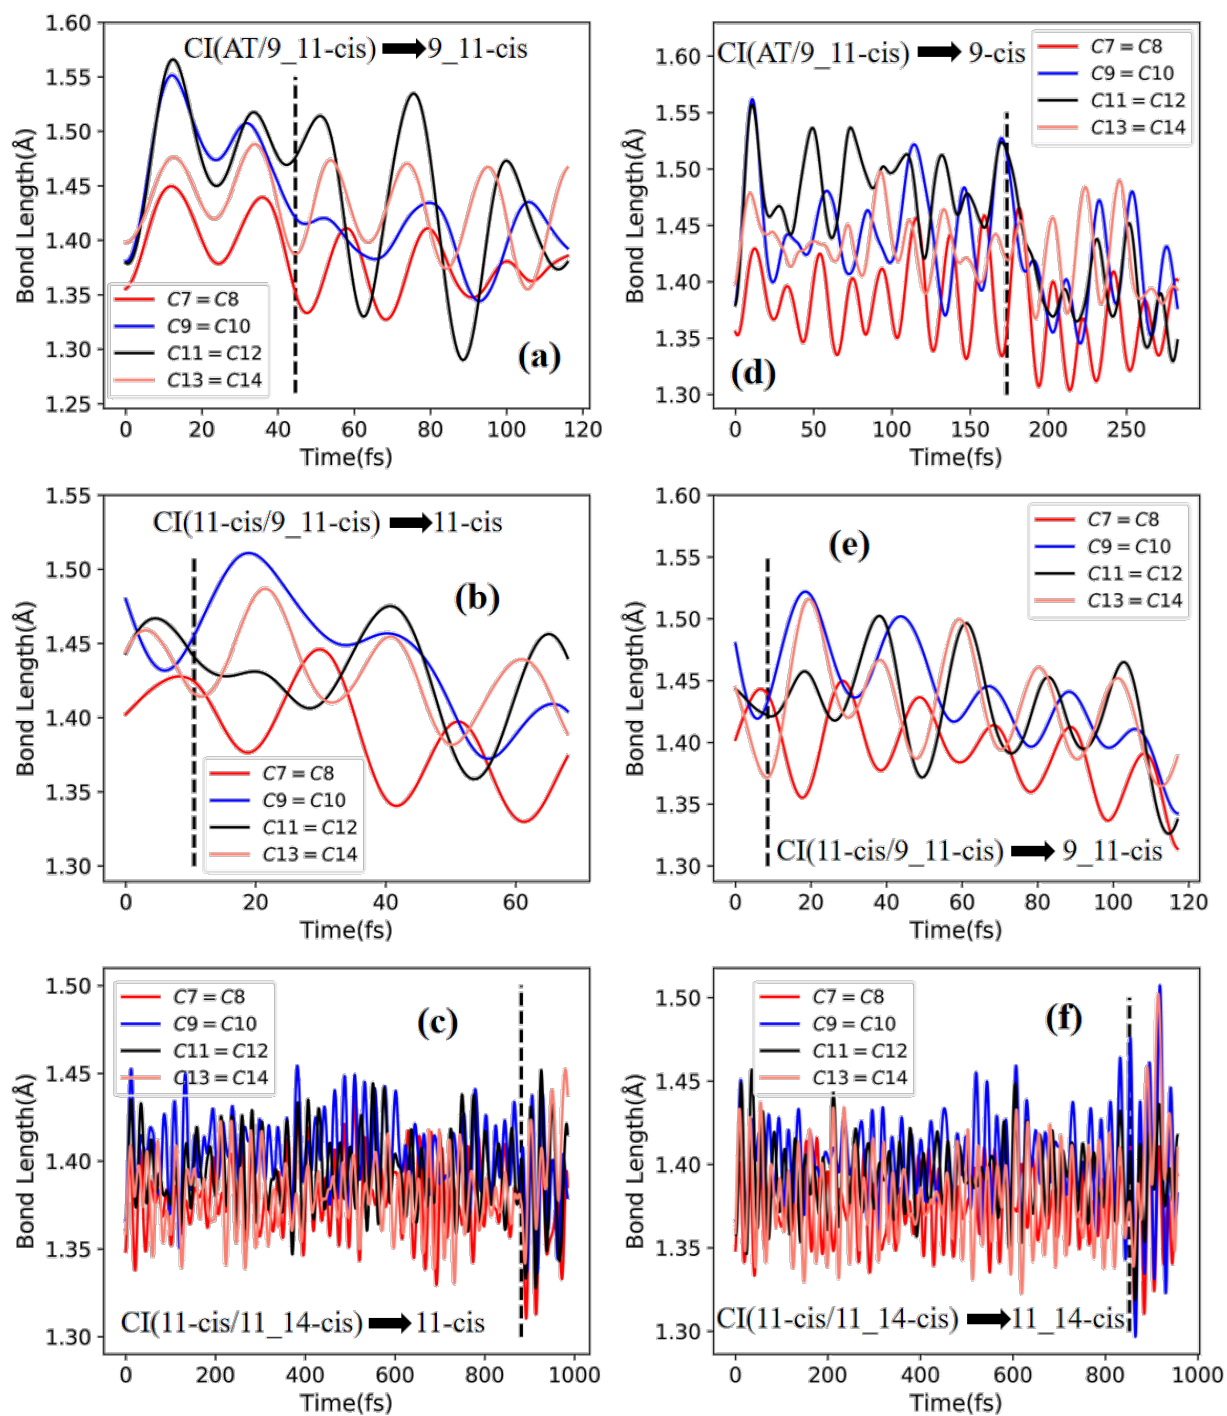 CI(AT/9_11-cis) → 9_11-cis
1.60
1.55
1.50
1.45
1.40
1.35
1.30
1.25
Bond Length(Å)
C7 = C8
C9 = C10
C11 = C12
C13 = C14
(a)
0 20 40 60 80 100 120
Time(fs)
CI(AT/9_11-cis) → 9-cis
C7 = C8
C9 = C10
C11 = C12
C13 = C14
1.60
1.55
1.50
1.45
1.40
1.35
1.30
Bond Length(Å)
(d)
0 50 100 150 200 250
Time(fs)
CI(11-cis/9_11-cis) → 11-cis
1.55
1.50
1.45
1.40
1.35
1.30
Bond Length(Å)
(b)
C7 = C8
C9 = C10
C11 = C12
C13 = C14
0 20 40 60
Time(fs)
1.60
1.55
1.50
1.45
1.40
1.35
1.30
Bond Length(Å)
(e)
C7 = C8
C9 = C10
C11 = C12
C13 = C14
CI(11-cis/9_11-cis) → 9_11-cis
0 20 40 60 80 100 120
Time(fs)
1.50
1.45
1.40
1.35
1.30
Bond Length(Å)
C7 = C8
C9 = C10
C11 = C12
C13 = C14
(c)
CI(11-cis/11_14-cis) → 11-cis
0 200 400 600 800 1000
Time(fs)
1.50
1.45
1.40
1.35
1.30
Bond Length(Å)
C7 = C8
C9 = C10
C11 = C12
C13 = C14
(f)
CI(11-cis/11_14-cis) → 11_14-cis
0 200 400 600 800 1000
Time(fs)